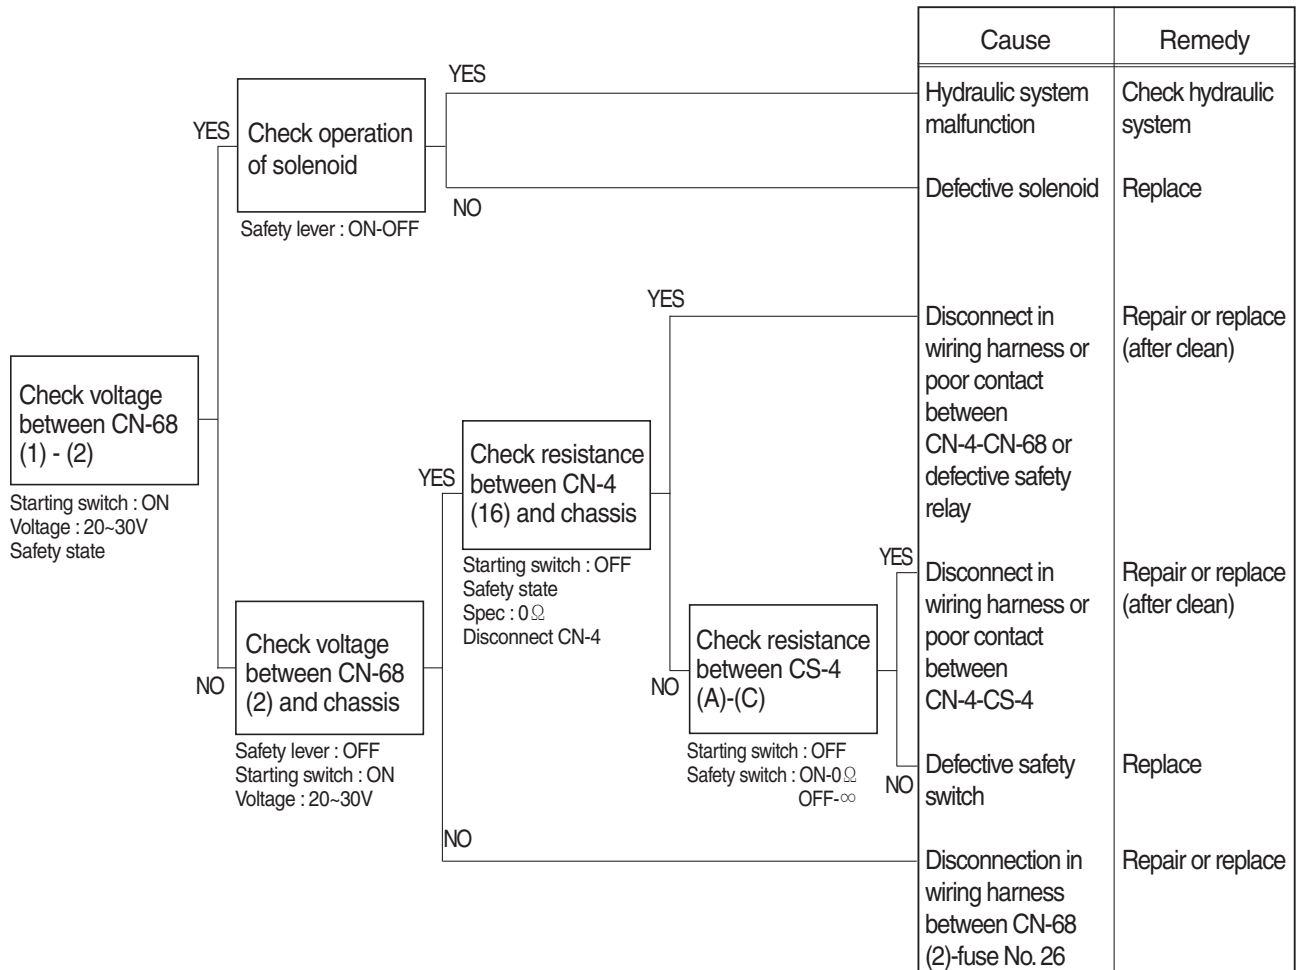 Cause
Remedy
YES
Hydraulic system
malfunction
Check hydraulic
system
YES
Check operation
of solenoid
Defective solenoid
Replace
NO
Safety lever : ON-OFF
YES
Disconnect in
wiring harness or
poor contact
between
CN-4-CN-68 or
defective safety
relay
Repair or replace
(after clean)
Check voltage
between CN-68
(1) - (2)
Starting switch : ON
Voltage : 20~30V
Safety state
YES
Check resistance
between CN-4
(16) and chassis
Starting switch : OFF
Safety state
Spec : 0Ω
Disconnect CN-4
YES
Disconnect in
wiring harness or
poor contact
between
CN-4-CS-4
Repair or replace
(after clean)
NO
Check voltage
between CN-68
(2) and chassis
Safety lever : OFF
Starting switch : ON
Voltage : 20~30V
NO
Check resistance
between CS-4
(A)-(C)
Starting switch : OFF
Safety switch : ON-0Ω
OFF-∞
NO
Defective safety
switch
Replace
NO
Disconnection in
wiring harness
between CN-68
(2)-fuse No. 26
Repair or replace